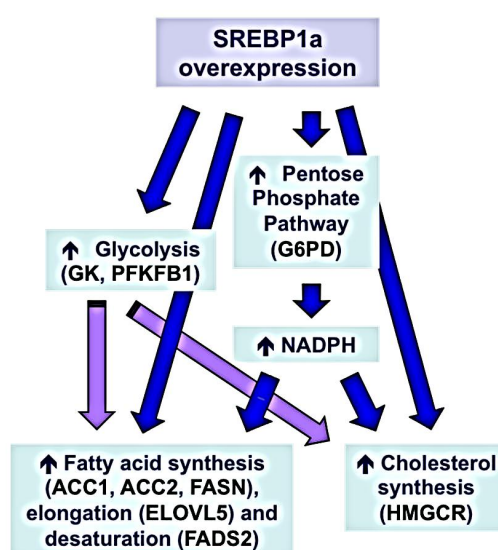 SREBP1a
overexpression
↑ Pentose
Phosphate
Pathway
(G6PD)
↑ Glycolysis
(GK, PFKFB1)
↑ NADPH
↑ Fatty acid synthesis
(ACC1, ACC2, FASN),
elongation (ELOVL5) and
desaturation (FADS2)
↑ Cholesterol
synthesis
(HMGCR)